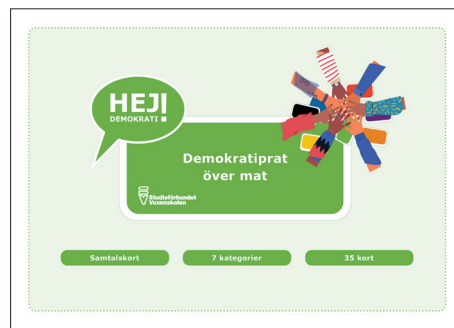 HEJ!
DEMOKRATI
Demokratiprat
över mat
Studieförbundet
Vuxenskolan
Samtalskort
7 kategorier
35 kort